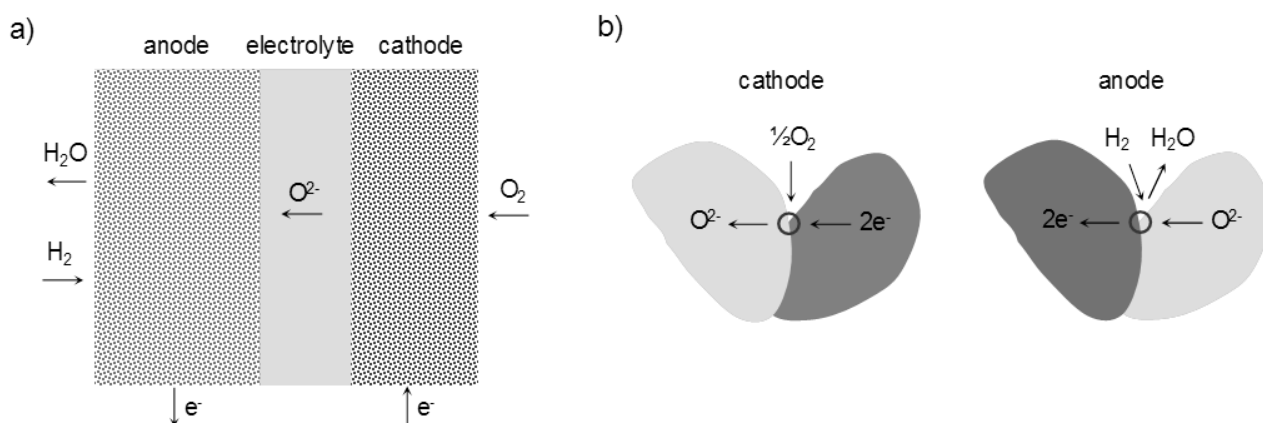 a)
anode electrolyte cathode
H₂O
O²⁻
O₂
H₂
e⁻ e⁻
b)
cathode anode
½O₂ H₂ H₂O
O²⁻ 2e⁻ 2e⁻ O²⁻